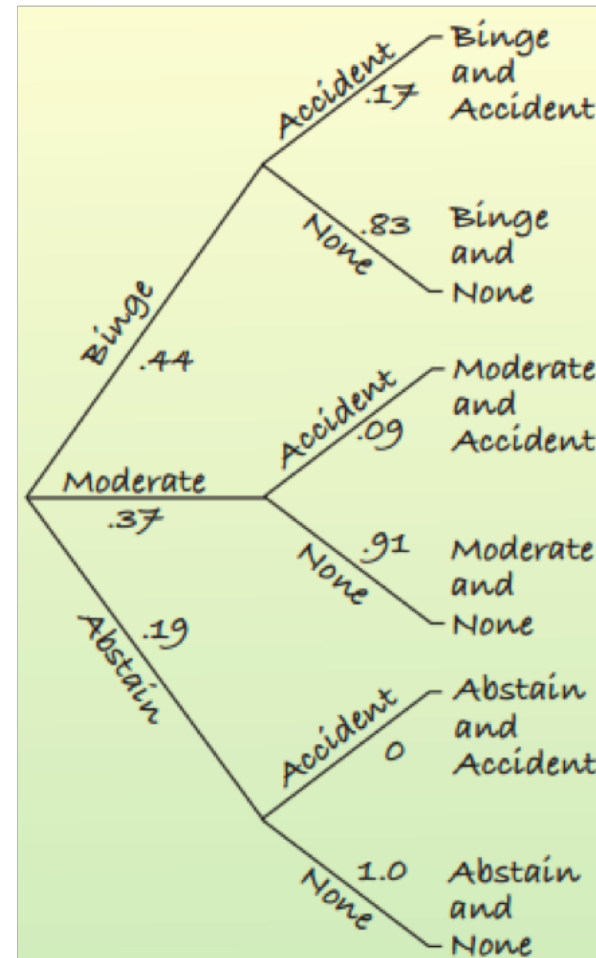 Binge
and
Accident
Accident
.17
.83
None
Binge
and
None
Binge
.44
Moderate
and
Accident
Accident
.09
Moderate
.37
.91
None
Moderate
and
None
.19
Abstain
Abstain
and
Accident
Accident
0
1.0
None
Abstain
and
None